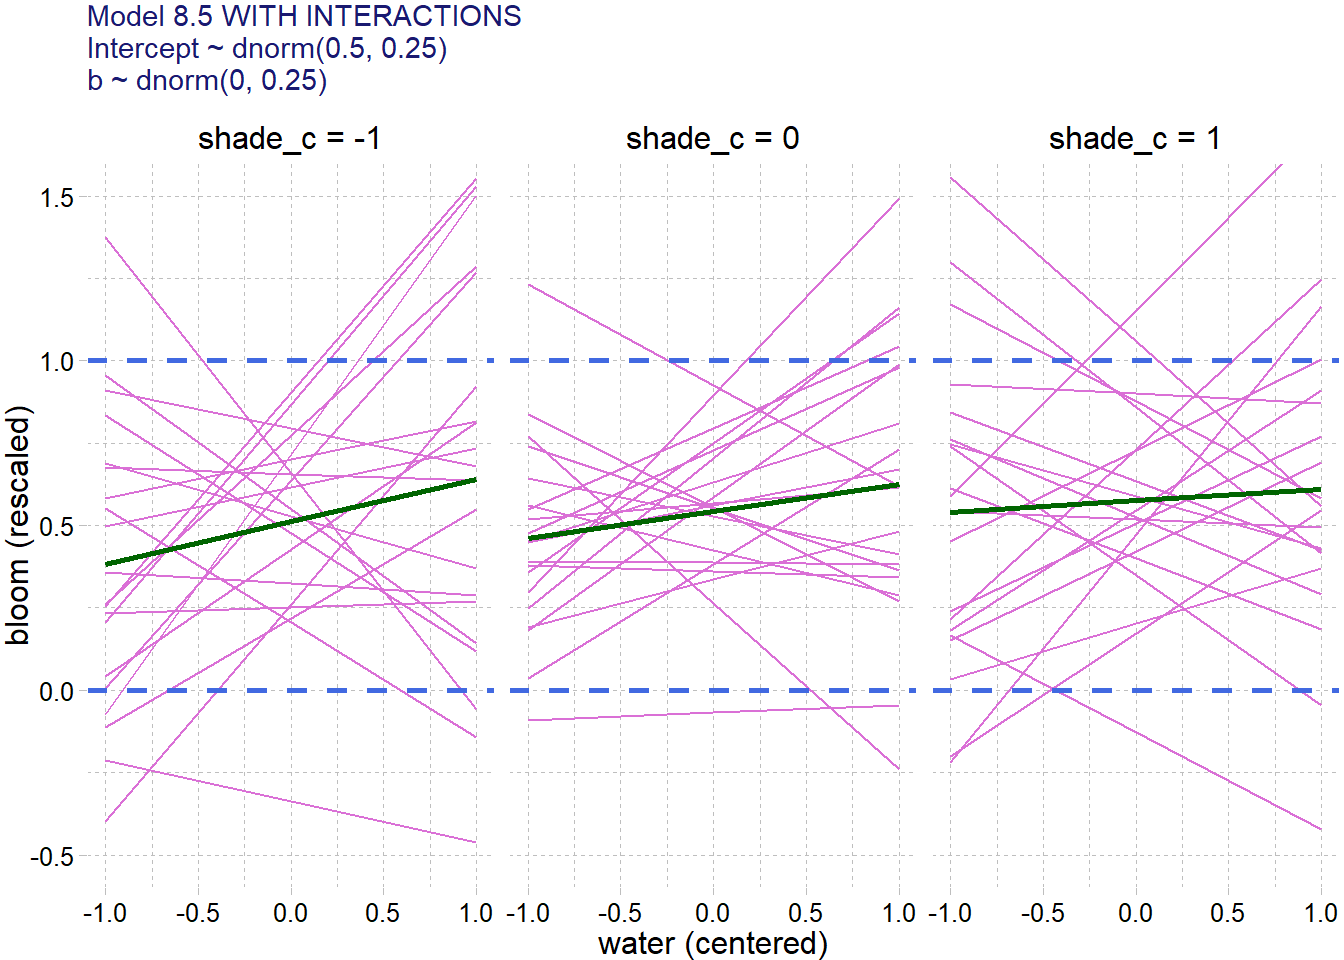 Model 8.5 WITH INTERACTIONS
Intercept ~ dnorm(0.5, 0.25)
b ~ dnorm(0, 0.25)
shade_c = -1
shade_c = 0
shade_c = 1
bloom (rescaled)
1.5
1.0
0.5
0.0
-0.5
-1.0 -0.5 0.0 0.5 1.0
-1.0 -0.5 0.0 0.5 1.0
-1.0 -0.5 0.0 0.5 1.0
water (centered)